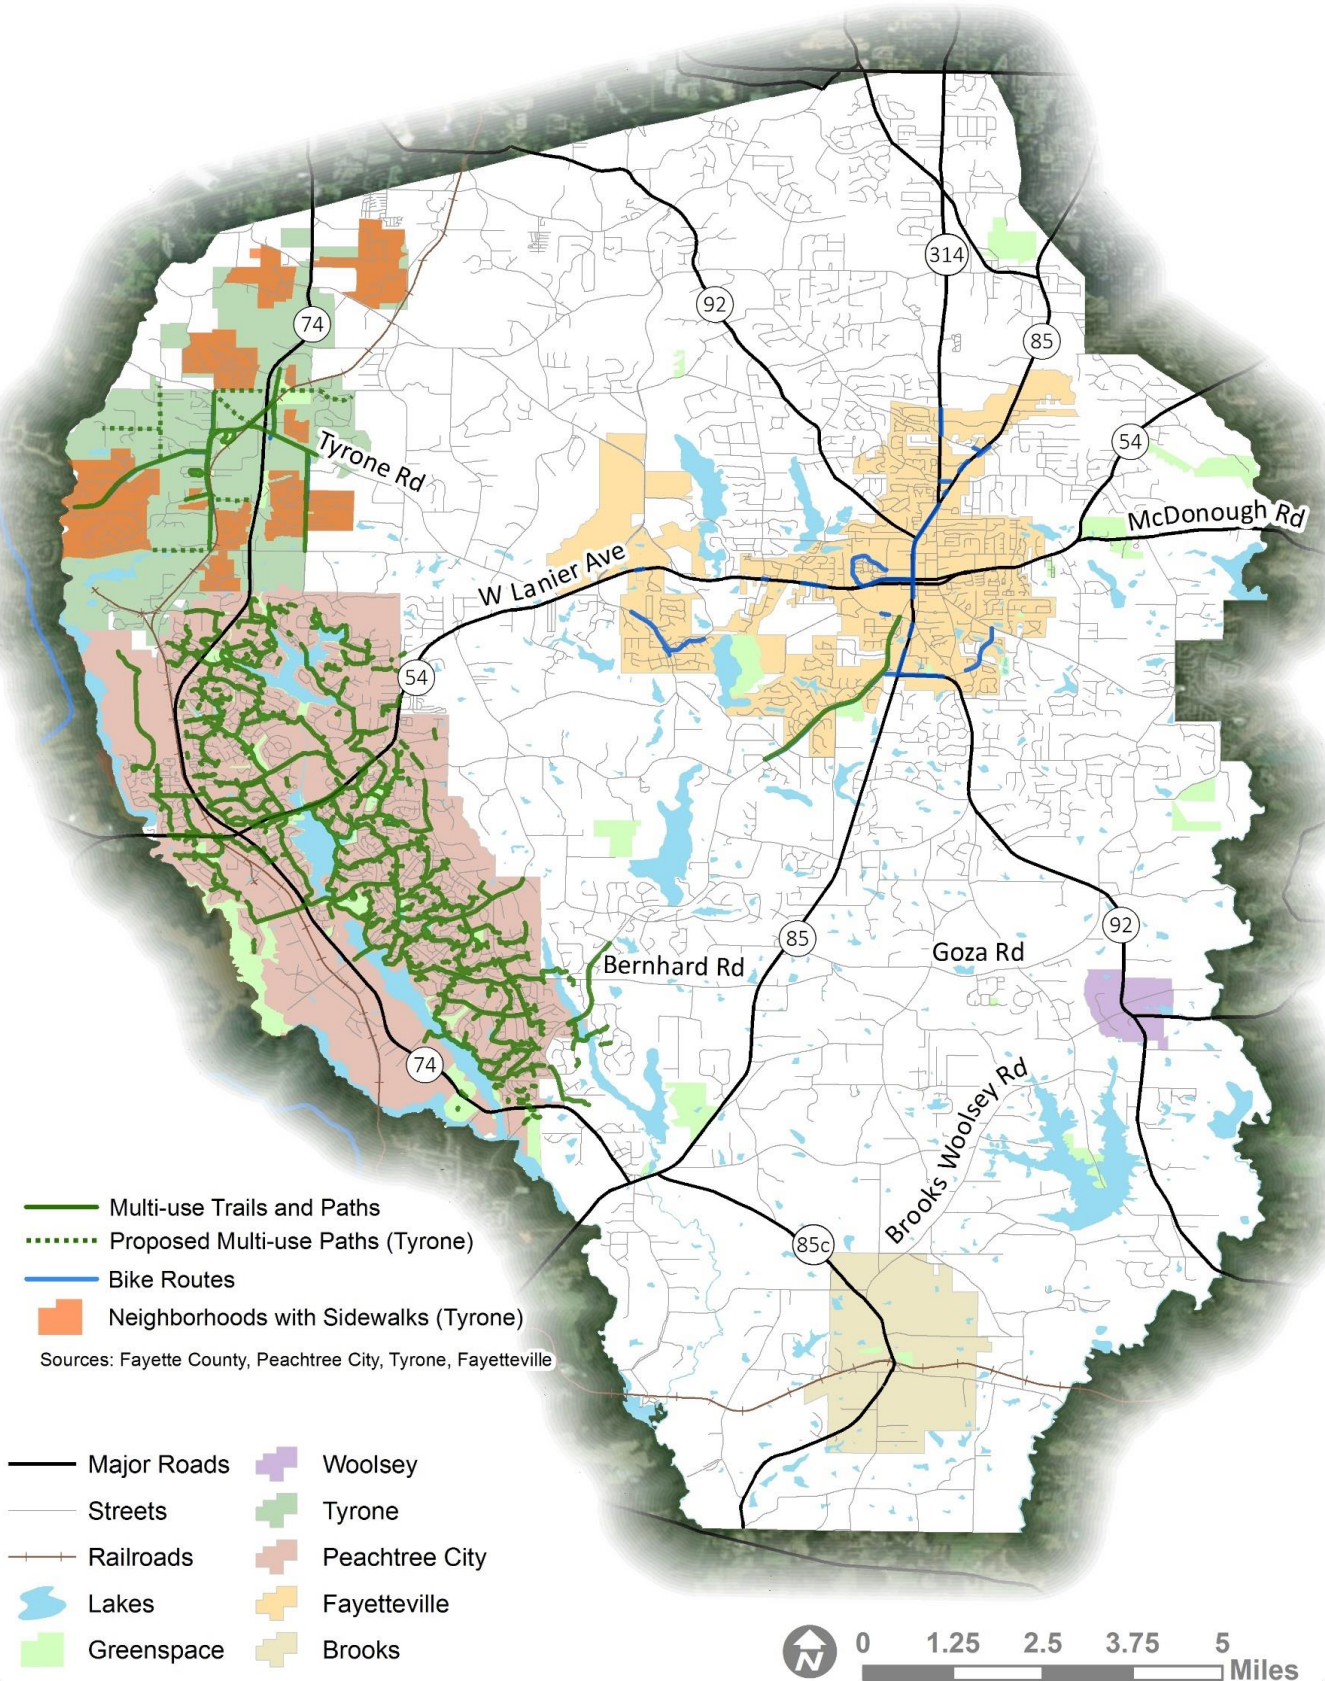 314
92
74
85
54
Tyrone Rd
McDonough Rd
W Lanier Ave
54
92
85
Goza Rd
Bernhard Rd
74
Brooks Woolsey Rd
85c
Multi-use Trails and Paths
Proposed Multi-use Paths (Tyrone)
Bike Routes
Neighborhoods with Sidewalks (Tyrone)
Sources: Fayette County, Peachtree City, Tyrone, Fayetteville
Major Roads
Streets
Railroads
Lakes
Greenspace
Woolsey
Tyrone
Peachtree City
Fayetteville
Brooks
N
0 1.25 2.5 3.75 5
Miles